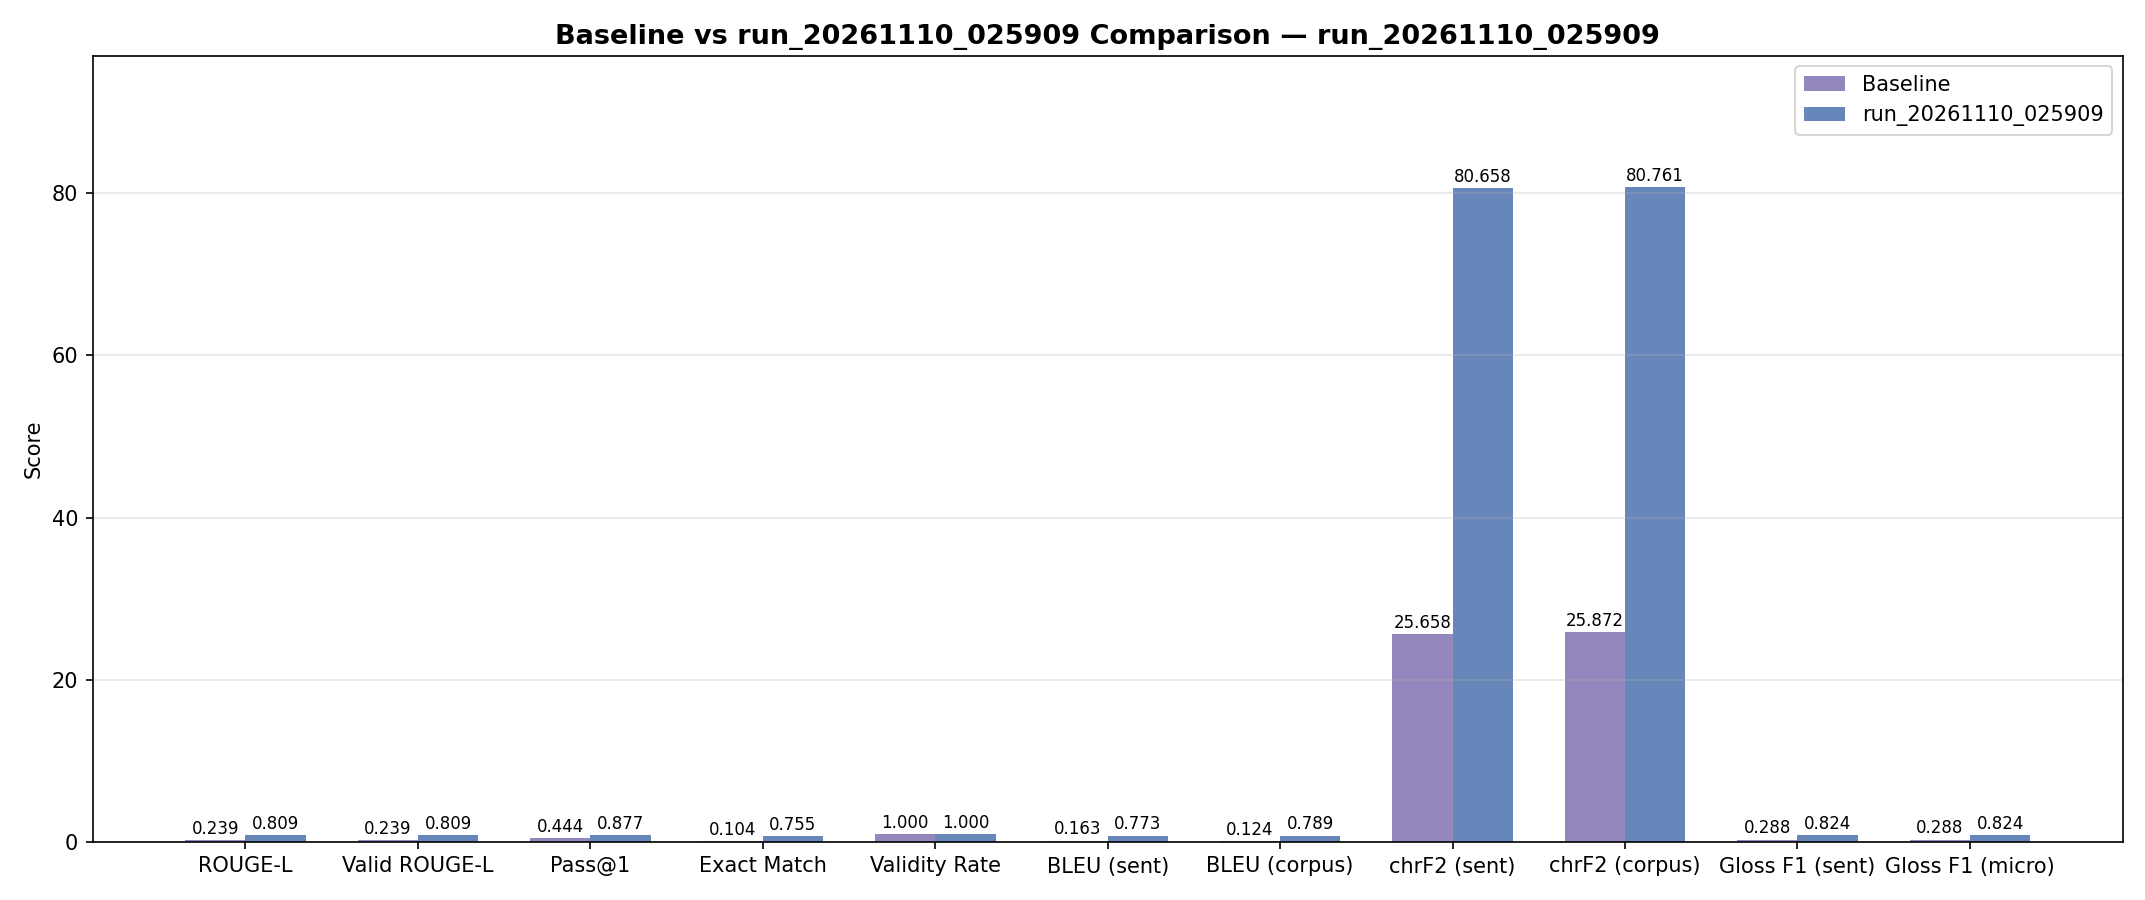 Baseline vs run_20261110_025909 Comparison — run_20261110_025909
Baseline
run_20261110_025909
Score
80
60
40
20
0
80.658 80.761
25.658 25.872
0.239 0.809 0.239 0.809 0.444 0.877 0.104 0.755 1.000 1.000 0.163 0.773 0.124 0.789 0.288 0.824 0.288 0.824
ROUGE-L Valid ROUGE-L Pass@1 Exact Match Validity Rate BLEU (sent) BLEU (corpus) chrF2 (sent) chrF2 (corpus) Gloss F1 (sent) Gloss F1 (micro)